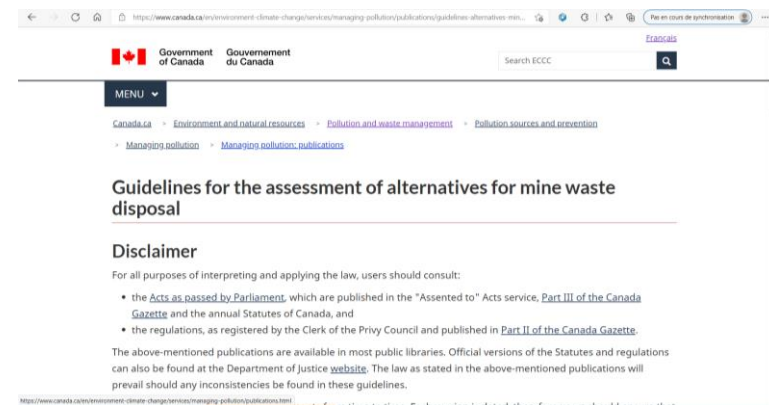 https://www.canada.ca/en/environment-climate-change/services/managing-pollution/publications/guidelines-alternatives-min...
Pas en cours de synchronisation
Français
Government of Canada
Gouvernement du Canada
Search ECCC
MENU
Canada.ca > Environment and natural resources > Pollution and waste management > Pollution sources and prevention
> Managing pollution > Managing pollution: publications
Guidelines for the assessment of alternatives for mine waste
disposal
Disclaimer
For all purposes of interpreting and applying the law, users should consult:
• the Acts as passed by Parliament, which are published in the "Assented to" Acts service, Part III of the Canada
Gazette and the annual Statutes of Canada, and
• the regulations, as registered by the Clerk of the Privy Council and published in Part II of the Canada Gazette.
The above-mentioned publications are available in most public libraries. Official versions of the Statutes and regulations
can also be found at the Department of Justice website. The law as stated in the above-mentioned publications will
prevail should any inconsistencies be found in these guidelines.
https://www.canada.ca/en/environment-climate-change/services/managing-pollution/publications.html